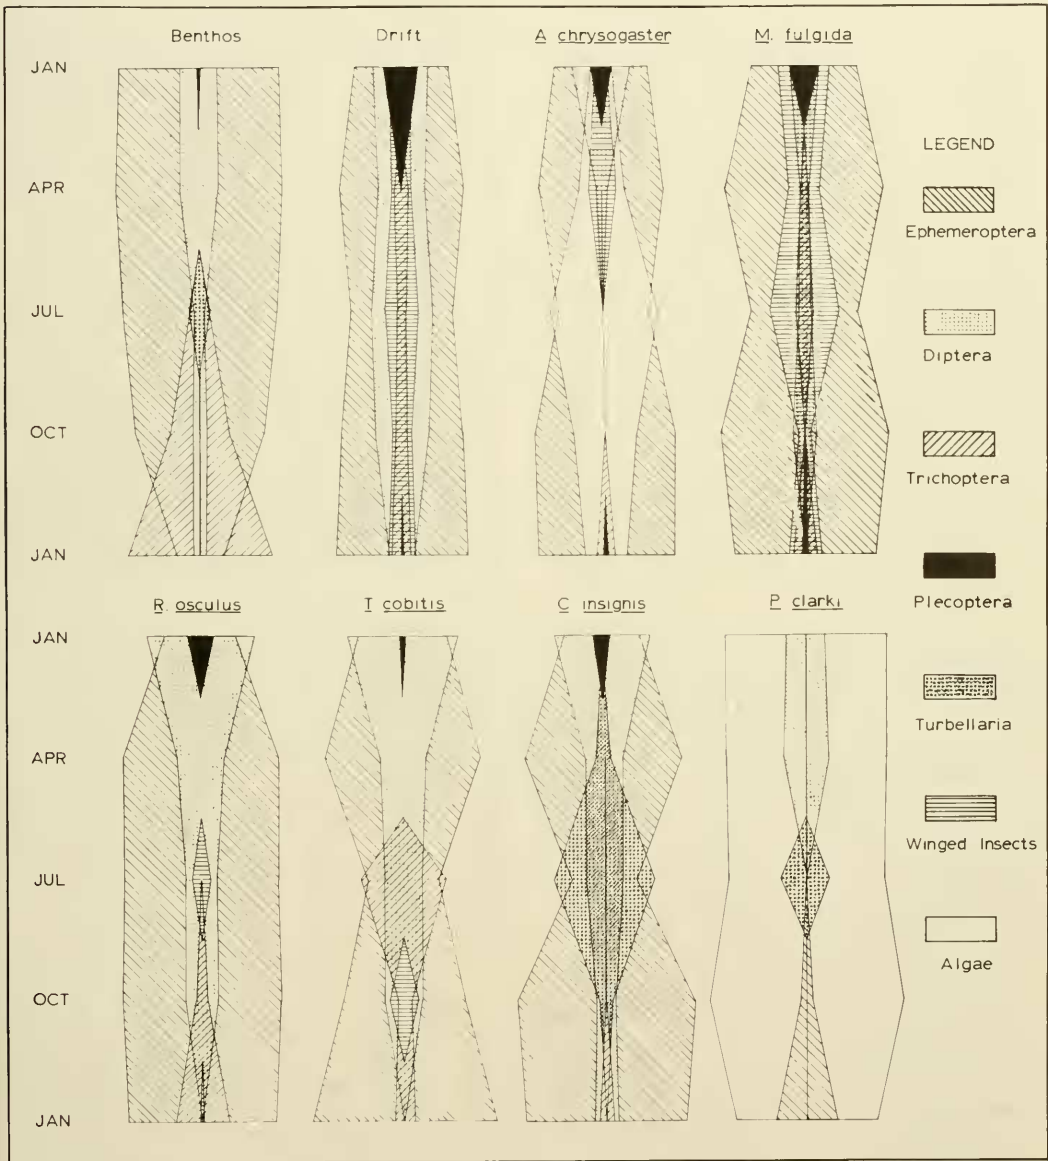 Benthos Drift A chrysogaster M. fulgida
JAN
APR
JUL
OCT
JAN
LEGEND
Ephemeroptera
Diptera
Trichoptera
Plecoptera
Turbellaria
Winged Insects
Algae
R. osculus T cobitis C insignis P. clarki
JAN
APR
JUL
OCT
JAN